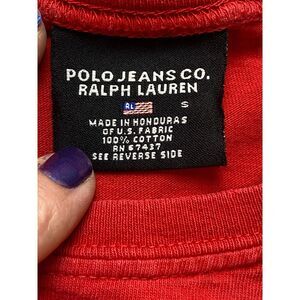 POLO JEANS CO.
RALPH LAUREN
RL
S
MADE IN HONDURAS
OF U.S. FABRIC
100% COTTON
RN 67437
SEE REVERSE SIDE